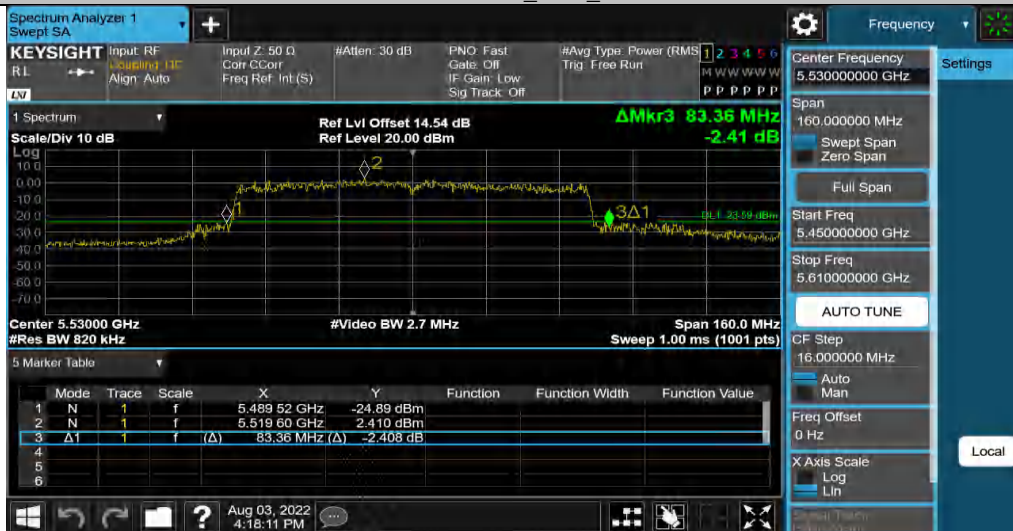 Spectrum Analyzer 1
Swept SA
+
Frequency
KEYSIGHT
RL
LXI
Input: RF
Coupling: DC
Align: Auto
Input Z: 50 Ω
Corr CCorr
Freq Ref: Int (S)
#Atten: 30 dB
PNO: Fast
Gate: Off
IF Gain: Low
Sig Track: Off
#Avg Type: Power (RMS
Trig: Free Run
1 2 3 4 5 6
M W W W W W
P P P P P P
Center Frequency
5.530000000 GHz
Settings
1 Spectrum
Scale/Div 10 dB
Ref Lvl Offset 14.54 dB
Ref Level 20.00 dBm
ΔMkr3 83.36 MHz
-2.41 dB
Log
10.0
0.00
-10.0
-20.0
-30.0
-40.0
-50.0
-60.0
-70.0
2
1
3Δ1
DL1 -23.59 dBm
Center 5.53000 GHz
#Res BW 820 kHz
#Video BW 2.7 MHz
Span 160.0 MHz
Sweep 1.00 ms (1001 pts)
Span
160.000000 MHz
Swept Span
Zero Span
Full Span
Start Freq
5.450000000 GHz
Stop Freq
5.610000000 GHz
AUTO TUNE
CF Step
16.000000 MHz
Auto
Man
Freq Offset
0 Hz
X Axis Scale
Log
Lin
Local
5 Marker Table
Mode Trace Scale X Y Function Function Width Function Value
1 N 1 f 5.489 52 GHz -24.89 dBm
2 N 1 f 5.519 60 GHz 2.410 dBm
3 Δ1 1 f (Δ) 83.36 MHz (Δ) -2.408 dB
4
5
6
?
Aug 03, 2022
4:18:11 PM